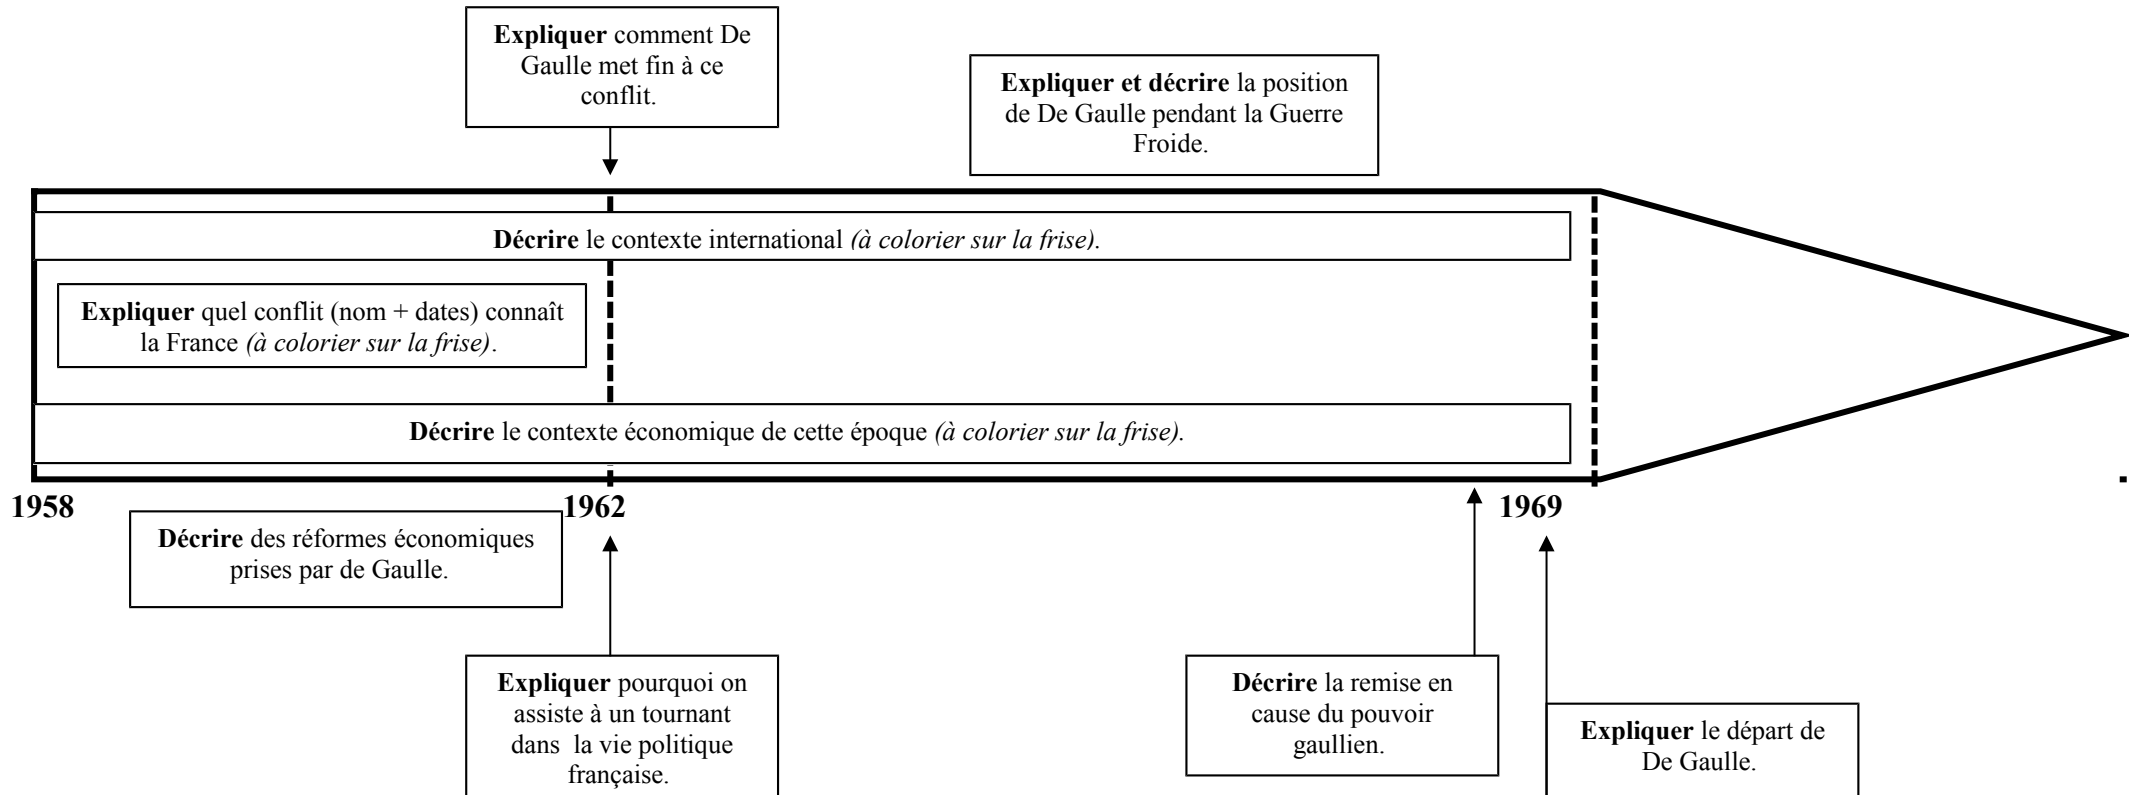 Expliquer comment De
Gaulle met fin à ce
conflit.
Expliquer et décrire la position
de De Gaulle pendant la Guerre
Froide.
Décrire le contexte international (à colorier sur la frise).
Expliquer quel conflit (nom + dates) connaît
la France (à colorier sur la frise).
Décrire le contexte économique de cette époque (à colorier sur la frise).
1958
1962
1969
Décrire des réformes économiques
prises par de Gaulle.
Expliquer pourquoi on
assiste à un tournant
dans la vie politique
française.
Décrire la remise en
cause du pouvoir
gaullien.
Expliquer le départ de
De Gaulle.